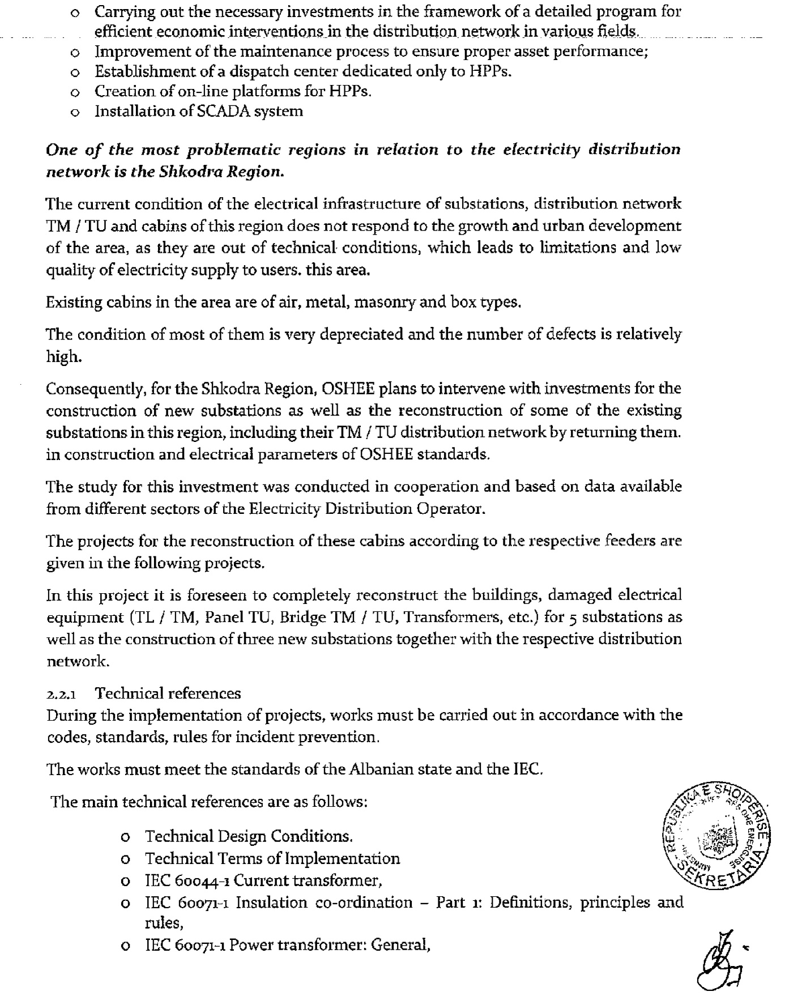 o Carrying out the necessary investments in the framework of a detailed program for
efficient economic interventions in the distribution network in various fields.
o Improvement of the maintenance process to ensure proper asset performance;
o Establishment of a dispatch center dedicated only to HPPs.
o Creation of on-line platforms for HPPs.
o Installation of SCADA system
One of the most problematic regions in relation to the electricity distribution
network is the Shkodra Region.
The current condition of the electrical infrastructure of substations, distribution network
TM / TU and cabins of this region does not respond to the growth and urban development
of the area, as they are out of technical conditions, which leads to limitations and low
quality of electricity supply to users. this area.
Existing cabins in the area are of air, metal, masonry and box types.
The condition of most of them is very depreciated and the number of defects is relatively
high.
Consequently, for the Shkodra Region, OSHEE plans to intervene with investments for the
construction of new substations as well as the reconstruction of some of the existing
substations in this region, including their TM / TU distribution network by returning them.
in construction and electrical parameters of OSHEE standards.
The study for this investment was conducted in cooperation and based on data available
from different sectors of the Electricity Distribution Operator.
The projects for the reconstruction of these cabins according to the respective feeders are
given in the following projects.
In this project it is foreseen to completely reconstruct the buildings, damaged electrical
equipment (TL / TM, Panel TU, Bridge TM / TU, Transformers, etc.) for 5 substations as
well as the construction of three new substations together with the respective distribution
network.
2.2.1 Technical references
During the implementation of projects, works must be carried out in accordance with the
codes, standards, rules for incident prevention.
The works must meet the standards of the Albanian state and the IEC.
The main technical references are as follows:
o Technical Design Conditions.
o Technical Terms of Implementation
o IEC 60044-1 Current transformer,
o IEC 60071-1 Insulation co-ordination – Part 1: Definitions, principles and
rules,
o IEC 60071-1 Power transformer: General,
REPUBLIKA E SHQIPËRISË
ENERGJISË
SEKRETARIA